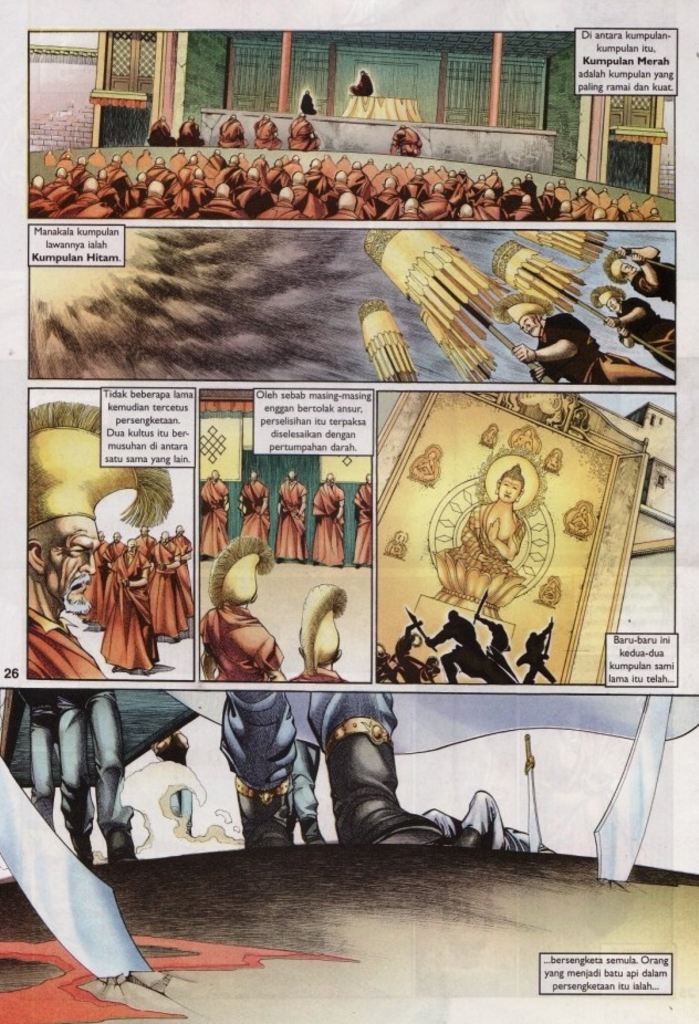 Di antara kumpulan-
kumpulan itu,
Kumpulan Merah
adalah kumpulan yang
paling ramai dan kuat.
Manakala kumpulan
lawannya ialah
Kumpulan Hitam.
Tidak beberapa lama
kemudian tercetus
persengketaan.
Dua kultus itu ber-
musuhan di antara
satu sama yang lain.
Oleh sebab masing-masing
enggan bertolak ansur,
perselisihan itu terpaksa
diselesaikan dengan
pertumpahan darah.
Baru-baru ini
kedua-dua
kumpulan sami
lama itu telah...
26
...bersengketa semula. Orang
yang menjadi batu api dalam
persengketaan itu ialah...